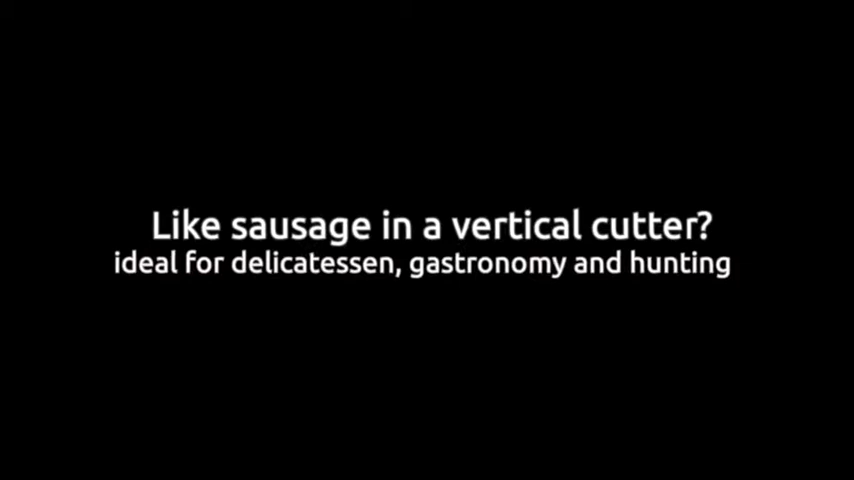 Like sausage in a vertical cutter?
ideal for delicatessen, gastronomy and hunting